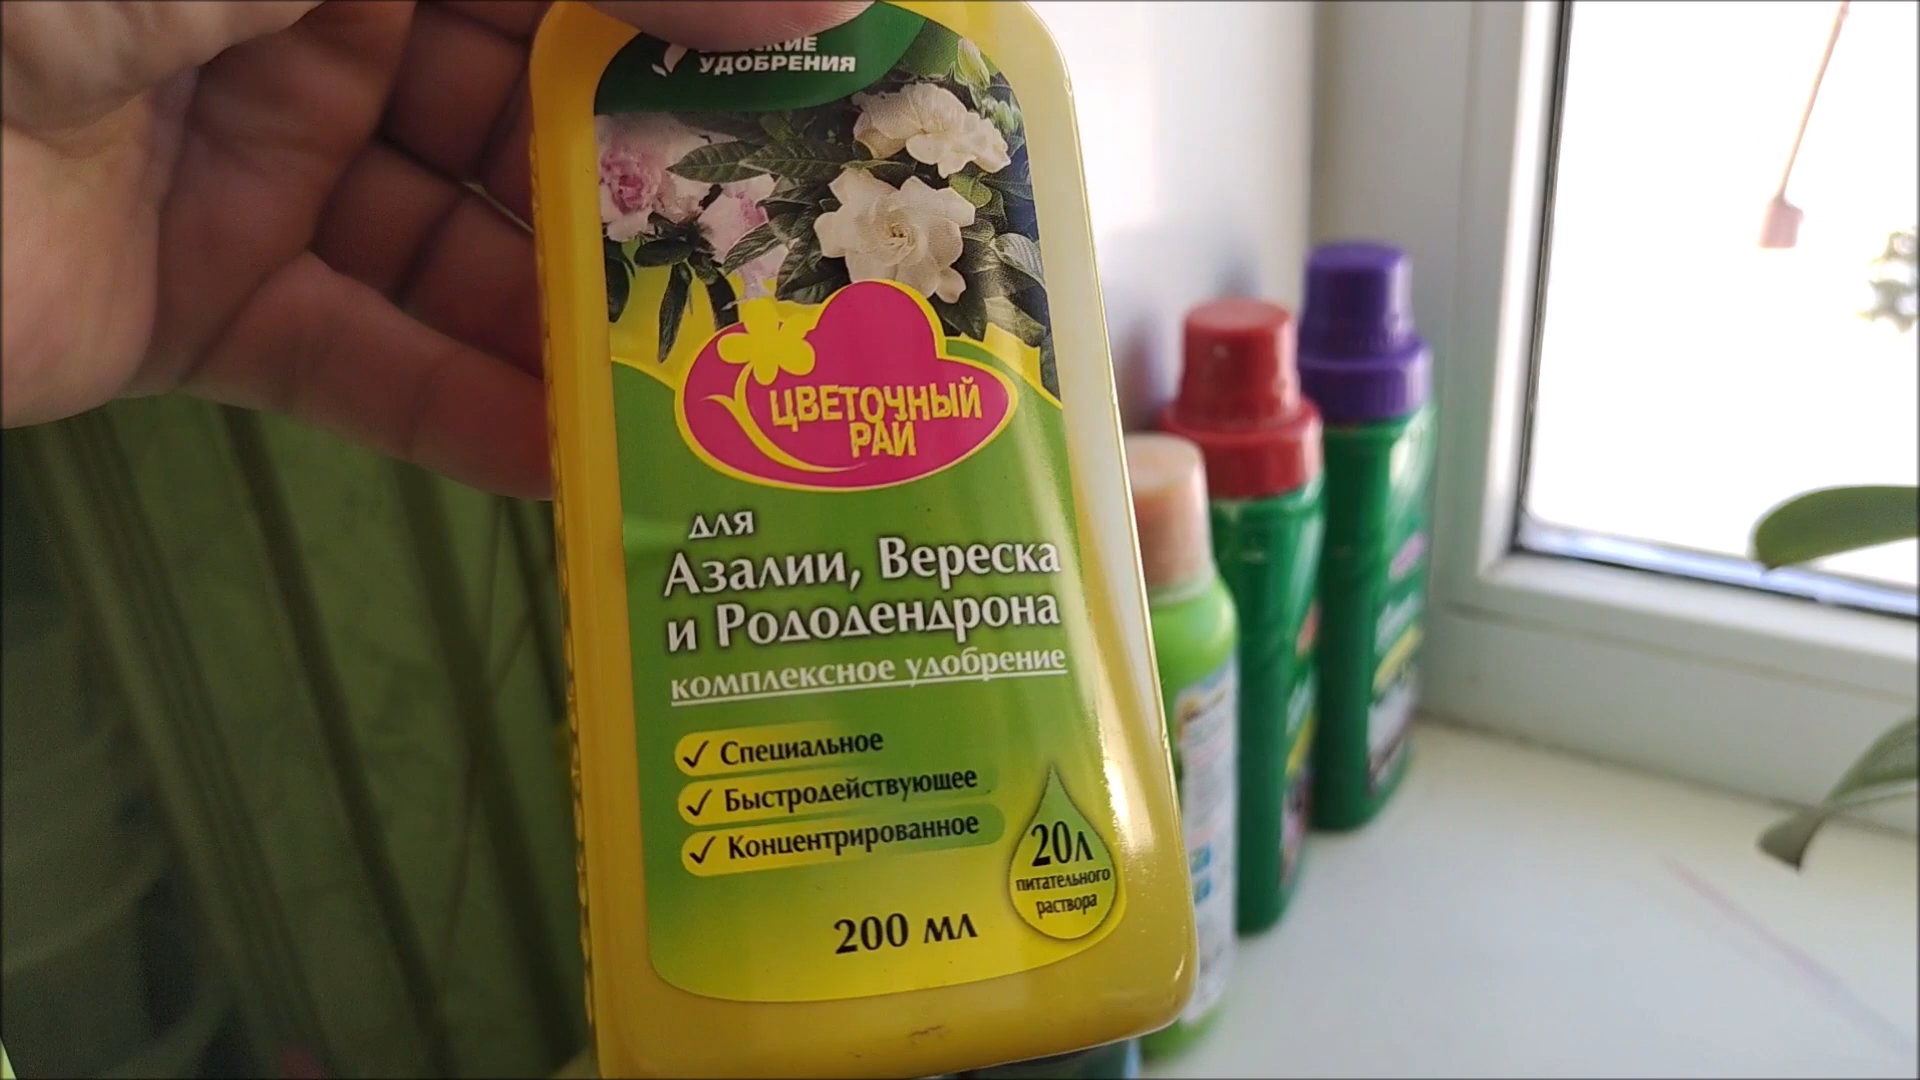 УДОБРЕНИЯ
ЦВЕТОЧНЫЙ
РАЙ
для
Азалии, Вереска
и Рододендрона
комплексное удобрение
✓ Специальное
✓ Быстродействующее
✓ Концентрированное
20л
питательного
раствора
200 мл